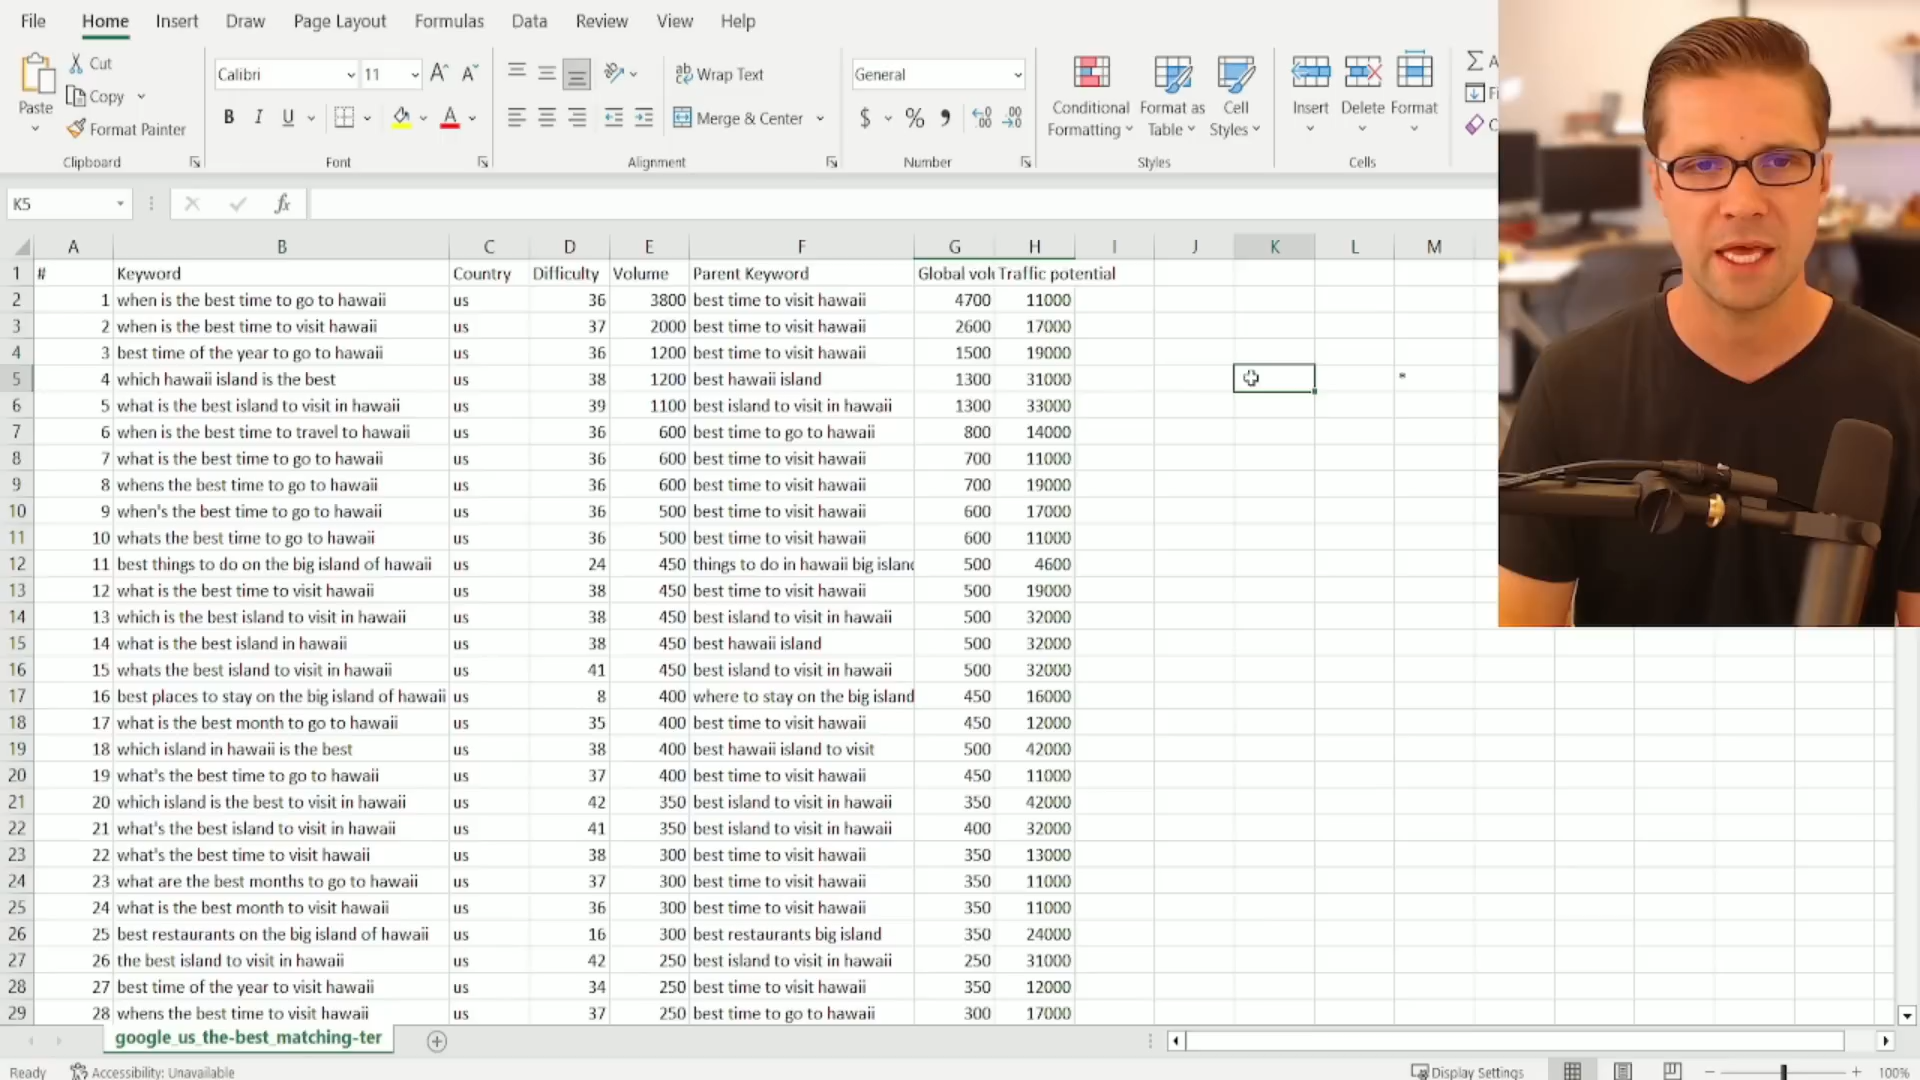 File Home Insert Draw Page Layout Formulas Data Review View Help
Paste Cut Copy Format Painter Clipboard
Calibri 11 B I U Font
Wrap Text Merge & Center Alignment
General $ % Number
Conditional Formatting Format as Table Cell Styles Styles
Insert Delete Format Cells
K5 fx
A B C D E F G H I J K L M
1 # Keyword Country Difficulty Volume Parent Keyword Global volu Traffic potential
2 1 when is the best time to go to hawaii us 36 3800 best time to visit hawaii 4700 11000
3 2 when is the best time to visit hawaii us 37 2000 best time to visit hawaii 2600 17000
4 3 best time of the year to go to hawaii us 36 1200 best time to visit hawaii 1500 19000
5 4 which hawaii island is the best us 38 1200 best hawaii island 1300 31000 *
6 5 what is the best island to visit in hawaii us 39 1100 best island to visit in hawaii 1300 33000
7 6 when is the best time to travel to hawaii us 36 600 best time to go to hawaii 800 14000
8 7 what is the best time to go to hawaii us 36 600 best time to visit hawaii 700 11000
9 8 whens the best time to go to hawaii us 36 600 best time to visit hawaii 700 19000
10 9 when's the best time to go to hawaii us 36 500 best time to visit hawaii 600 17000
11 10 whats the best time to go to hawaii us 36 500 best time to visit hawaii 600 11000
12 11 best things to do on the big island of hawaii us 24 450 things to do in hawaii big island 500 4600
13 12 what is the best time to visit hawaii us 38 450 best time to visit hawaii 500 19000
14 13 which is the best island to visit in hawaii us 38 450 best island to visit in hawaii 500 32000
15 14 what is the best island in hawaii us 38 450 best hawaii island 500 32000
16 15 whats the best island to visit in hawaii us 41 450 best island to visit in hawaii 500 32000
17 16 best places to stay on the big island of hawaii us 8 400 where to stay on the big island 450 16000
18 17 what is the best month to go to hawaii us 35 400 best time to visit hawaii 450 12000
19 18 which island in hawaii is the best us 38 400 best hawaii island to visit 500 42000
20 19 what's the best time to go to hawaii us 37 400 best time to visit hawaii 450 11000
21 20 which island is the best to visit in hawaii us 42 350 best island to visit in hawaii 350 42000
22 21 what's the best island to visit in hawaii us 41 350 best island to visit in hawaii 400 32000
23 22 what's the best time to visit hawaii us 38 300 best time to visit hawaii 350 13000
24 23 what are the best months to go to hawaii us 37 300 best time to visit hawaii 350 11000
25 24 what is the best month to visit hawaii us 36 300 best time to visit hawaii 350 11000
26 25 best restaurants on the big island of hawaii us 16 300 best restaurants big island 350 24000
27 26 the best island to visit in hawaii us 42 250 best island to visit in hawaii 250 31000
28 27 best time of the year to visit hawaii us 34 250 best time to visit hawaii 350 12000
29 28 whens the best time to visit hawaii us 37 250 best time to go to hawaii 300 17000
google_us_the-best_matching-ter
Ready Accessibility: Unavailable Display Settings 100%